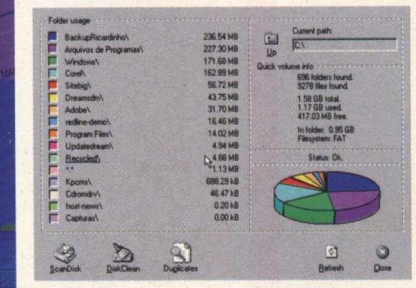 Folder usage
BackupRicardinho\ 236.54 MB
Arquivos de Programas\ 227.30 MB
Windows\ 171.68 MB
Corel\ 162.89 MB
Sitebig\ 56.72 MB
Dreamsdm\ 43.75 MB
Adobe\ 31.70 MB
redline-demo\ 16.46 MB
Program Files\ 14.02 MB
Updatedream\ 4.94 MB
Recycled\ 4.88 MB
*.* 1.13 MB
Kpcms\ 688.29 kB
Cdromdrv\ 46.47 kB
host-news\ 0.20 kB
Capturas\ 0.00 kB
Up
Current path:
C:\
Quick volume info
696 folders found.
9278 files found.
1.58 GB total.
1.17 GB used.
417.03 MB free.
In folder: 0.95 GB
Filesystem: FAT
Status: Ok.
ScanDisk
DiskClean
Duplicates
Refresh
Close